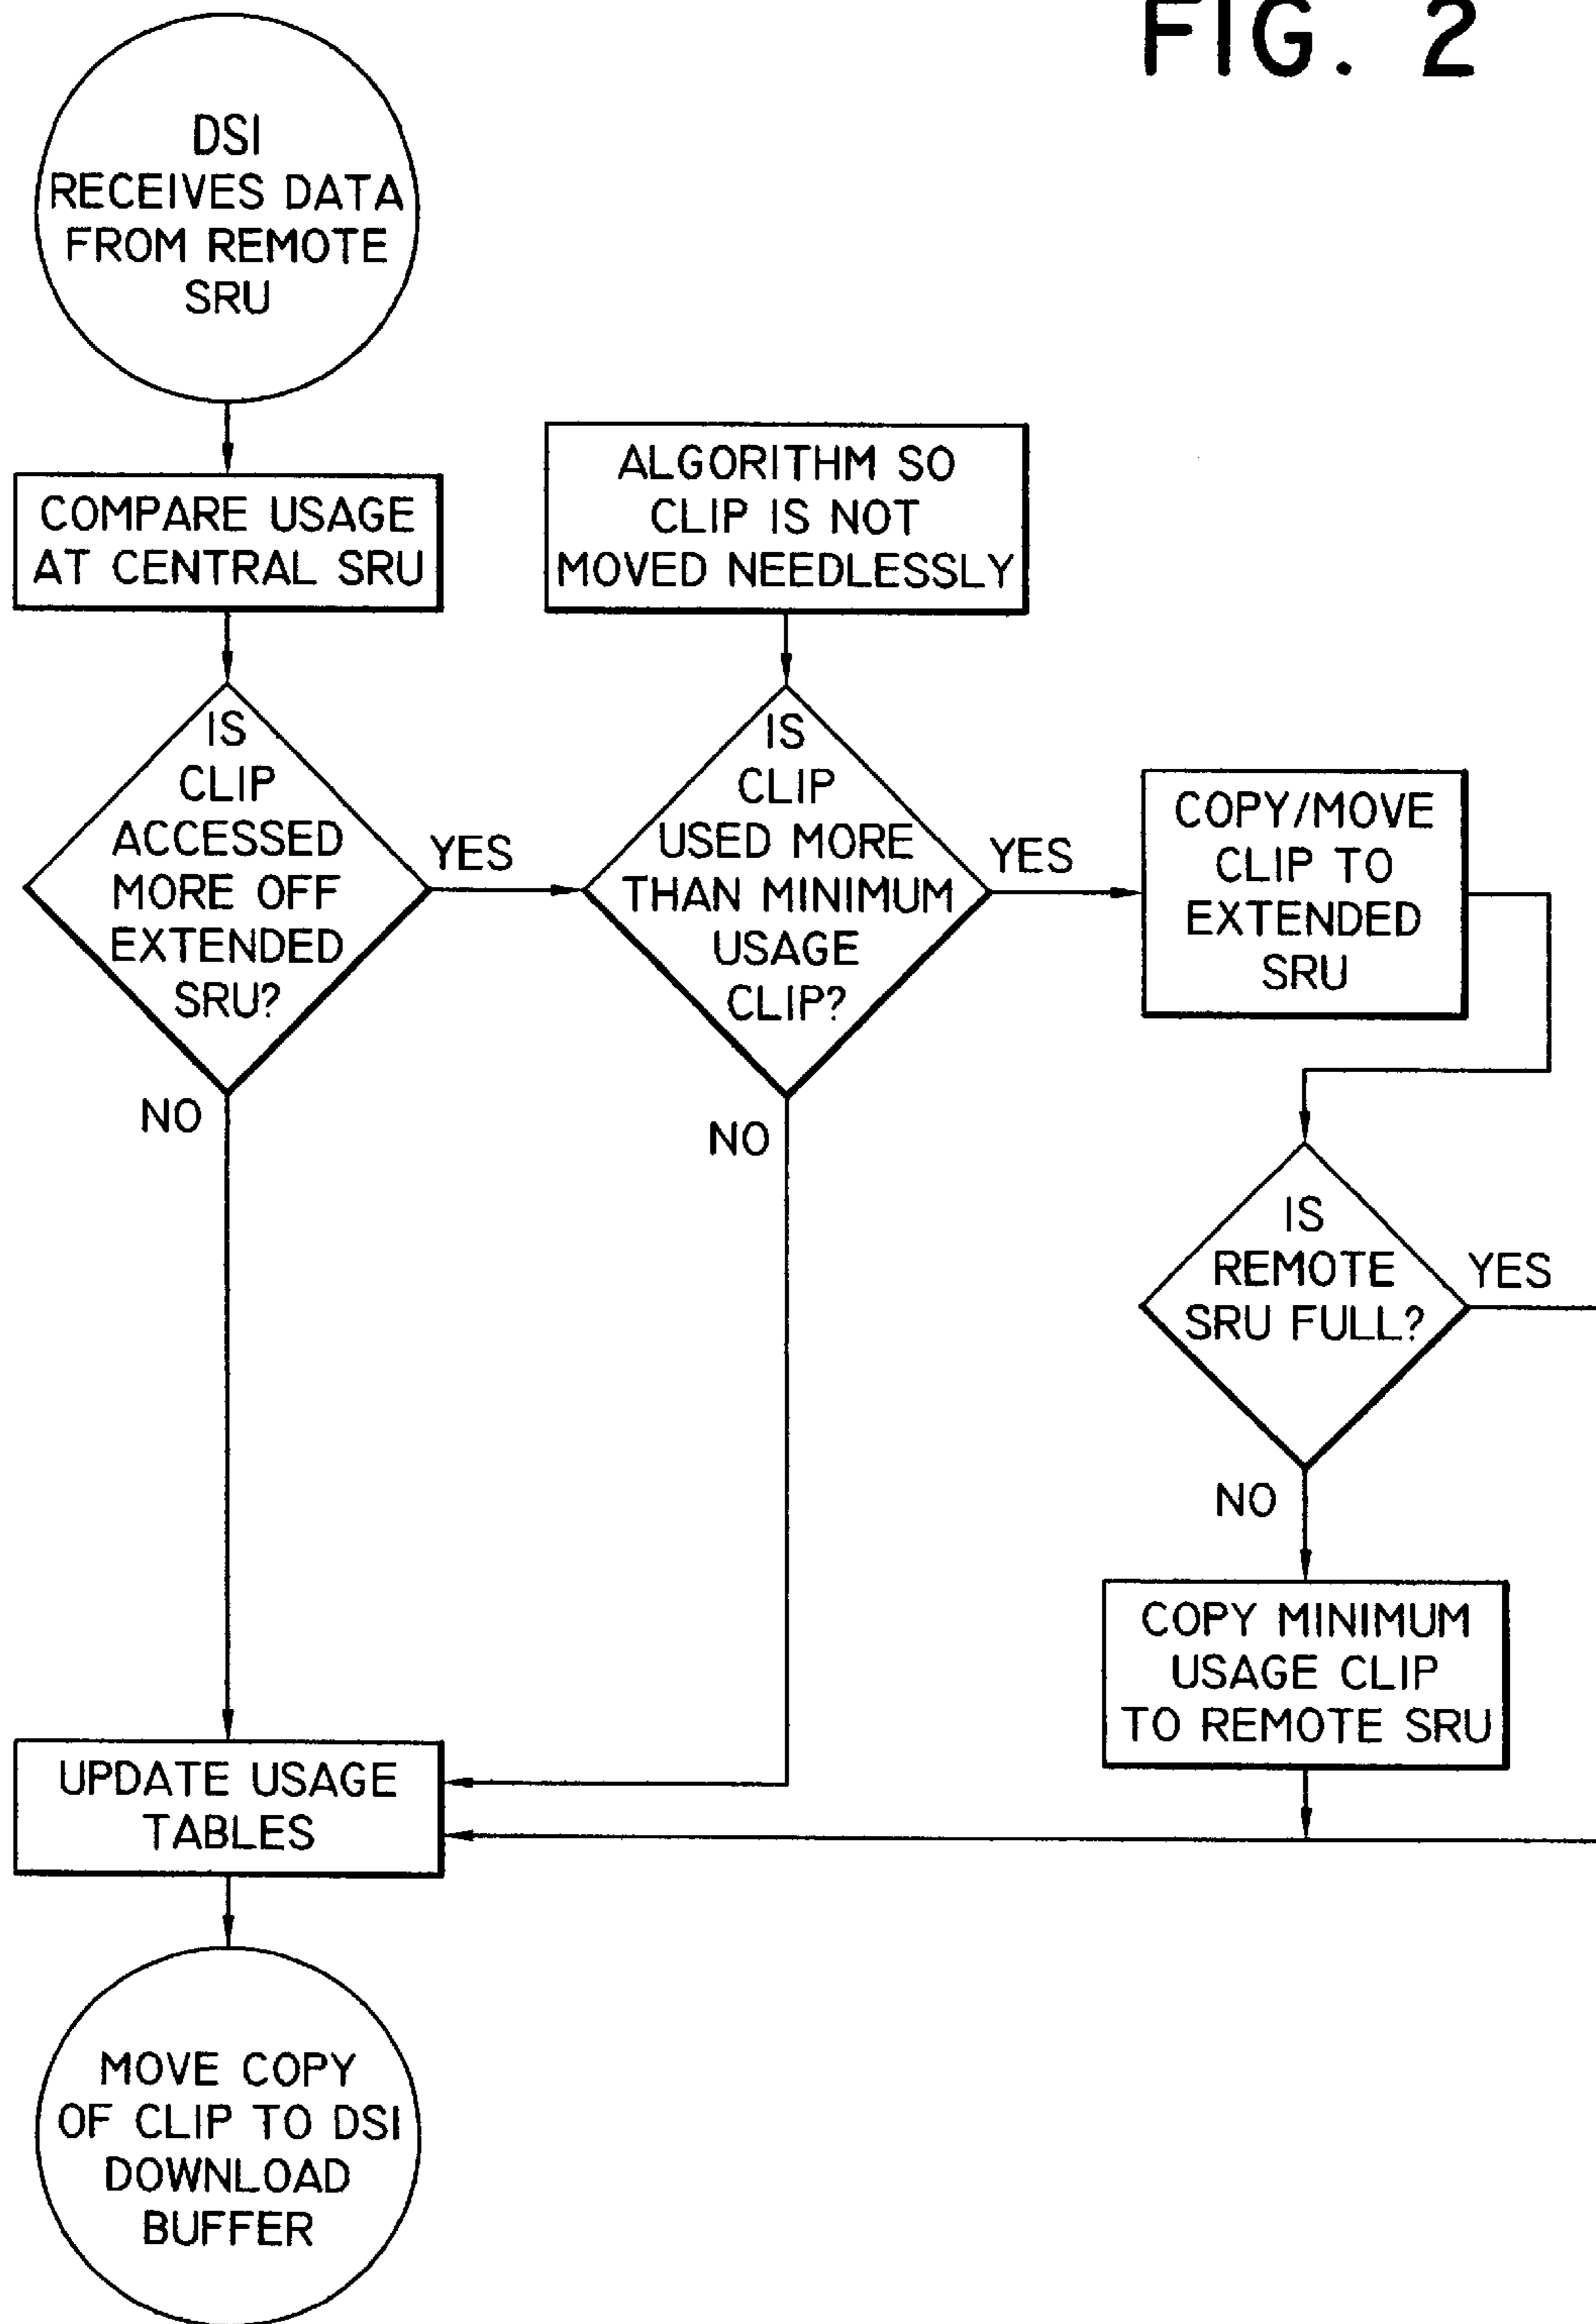 FIG. 2
DSI
RECEIVES DATA
FROM REMOTE
SRU
COMPARE USAGE
AT CENTRAL SRU
ALGORITHM SO
CLIP IS NOT
MOVED NEEDLESSLY
IS
CLIP
ACCESSED
MORE OFF
EXTENDED
SRU?
YES
NO
IS
CLIP
USED MORE
THAN MINIMUM
USAGE
CLIP?
YES
NO
COPY/MOVE
CLIP TO
EXTENDED
SRU
IS
REMOTE
SRU FULL?
YES
NO
COPY MINIMUM
USAGE CLIP
TO REMOTE SRU
UPDATE USAGE
TABLES
MOVE COPY
OF CLIP TO DSI
DOWNLOAD
BUFFER